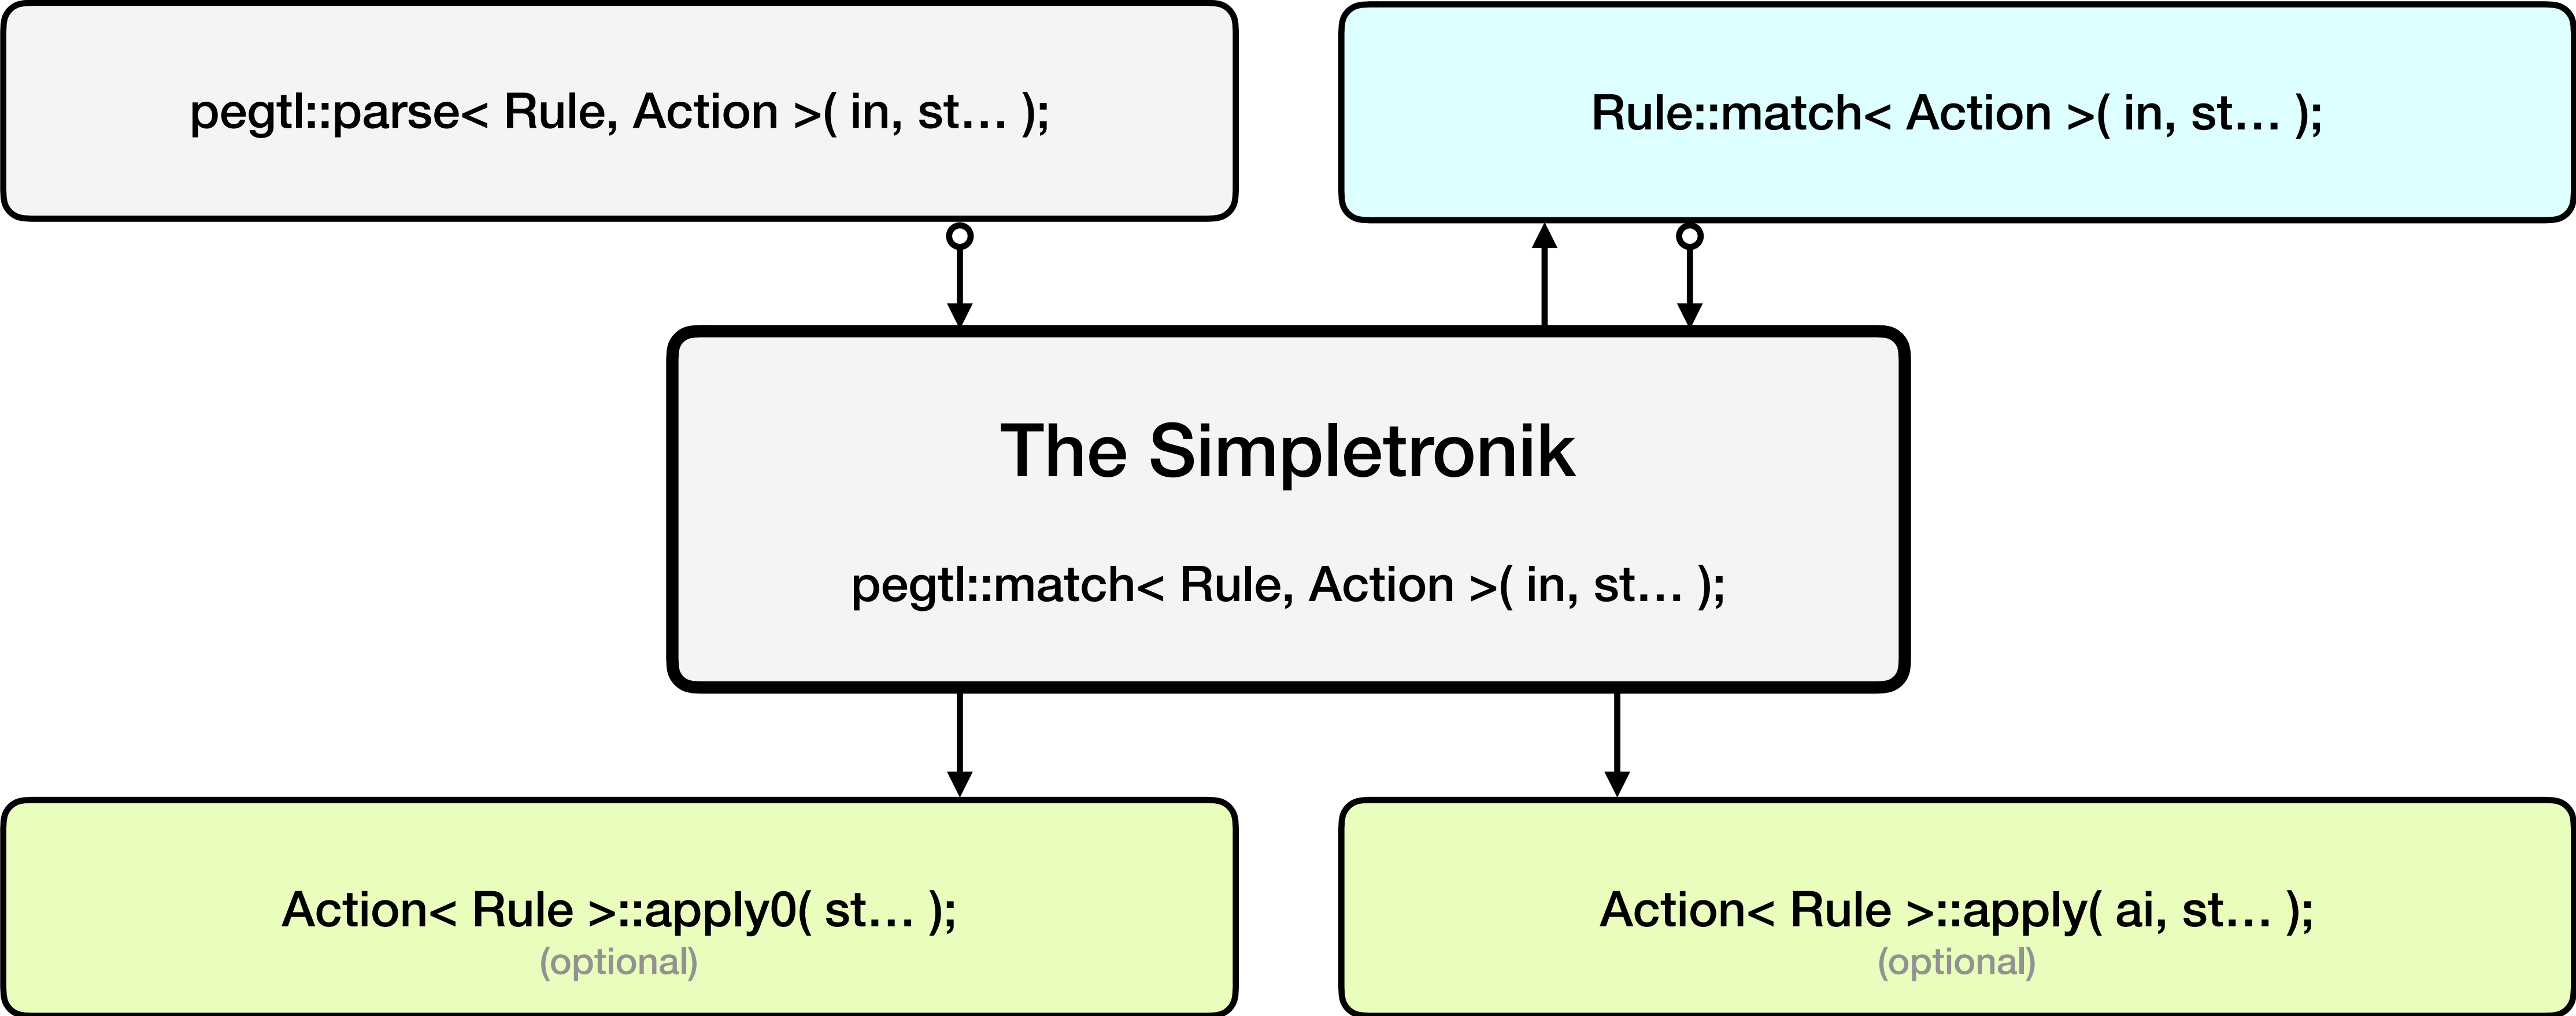 pegtl::parse< Rule, Action >( in, st… );
Rule::match< Action >( in, st… );
The Simpletronik
pegtl::match< Rule, Action >( in, st… );
Action< Rule >::apply0( st… );
(optional)
Action< Rule >::apply( ai, st… );
(optional)